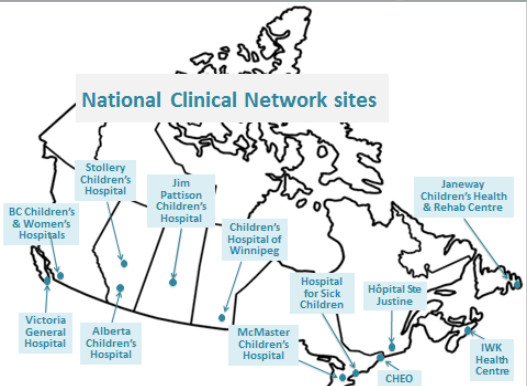 National Clinical Network sites
Stollery
Children's
Hospital
Jim
Pattison
Children's
Hospital
Janeway
Children's Health
& Rehab Centre
BC Children's
& Women's
Hospitals
Children's
Hospital of
Winnipeg
Hospital
for Sick
Children
Hôpital Ste
Justine
Victoria
General
Hospital
Alberta
Children's
Hospital
McMaster
Children's
Hospital
CHEO
IWK
Health
Centre